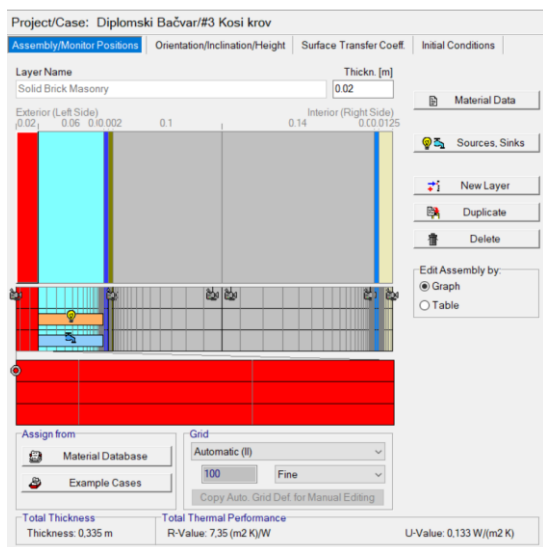 Project/Case: Diplomski Bačvar/#3 Kosi krov
Assembly/Monitor Positions Orientation/Inclination/Height Surface Transfer Coeff. Initial Conditions
Layer Name Thickn. [m]
Solid Brick Masonry 0.02
Exterior (Left Side) Interior (Right Side)
0.02 0.06 0.002 0.1 0.14 0.0125
Material Data
Sources, Sinks
New Layer
Duplicate
Delete
Edit Assembly by:
Graph
Table
Assign from
Material Database
Example Cases
Grid
Automatic (II)
100 Fine
Copy Auto. Grid Def. for Manual Editing
Total Thickness
Thickness: 0,335 m
Total Thermal Performance
R-Value: 7,35 (m2 K)/W U-Value: 0,133 W/(m2 K)